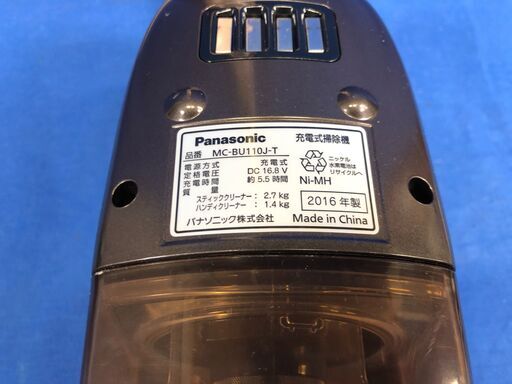 Panasonic 充電式掃除機
品番 MC-BU110J-T
電源方式 充電式
定格電圧 DC 16.8 V
充電時間 約 5.5 時間
質量
スティッククリーナー : 2.7 kg
ハンディクリーナー : 1.4 kg
パナソニック株式会社
ニッケル
水素電池は
リサイクルへ
Ni-MH
2016 年製
Made in China